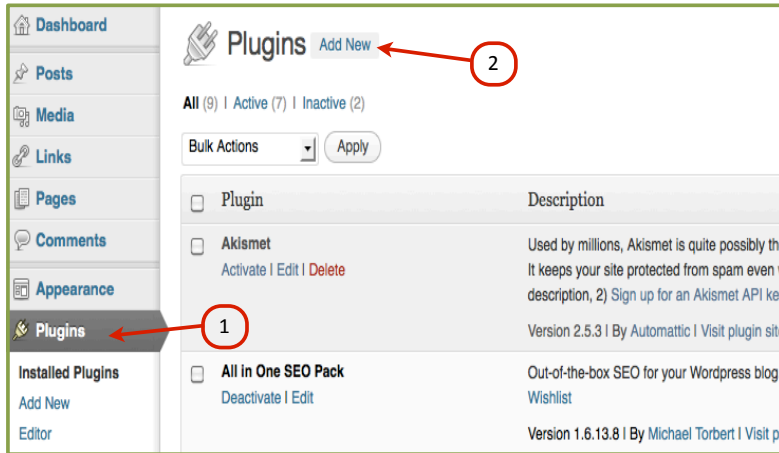 Dashboard
Posts
Media
Links
Pages
Comments
Appearance
Plugins
Installed Plugins
Add New
Editor
1
Plugins Add New
2
All (9) | Active (7) | Inactive (2)
Bulk Actions Apply
Plugin Description
Akismet Used by millions, Akismet is quite possibly th
Activate | Edit | Delete It keeps your site protected from spam even
description, 2) Sign up for an Akismet API ke
Version 2.5.3 | By Automattic | Visit plugin site
All in One SEO Pack Out-of-the-box SEO for your Wordpress blog
Deactivate | Edit Wishlist
Version 1.6.13.8 | By Michael Torbert | Visit p